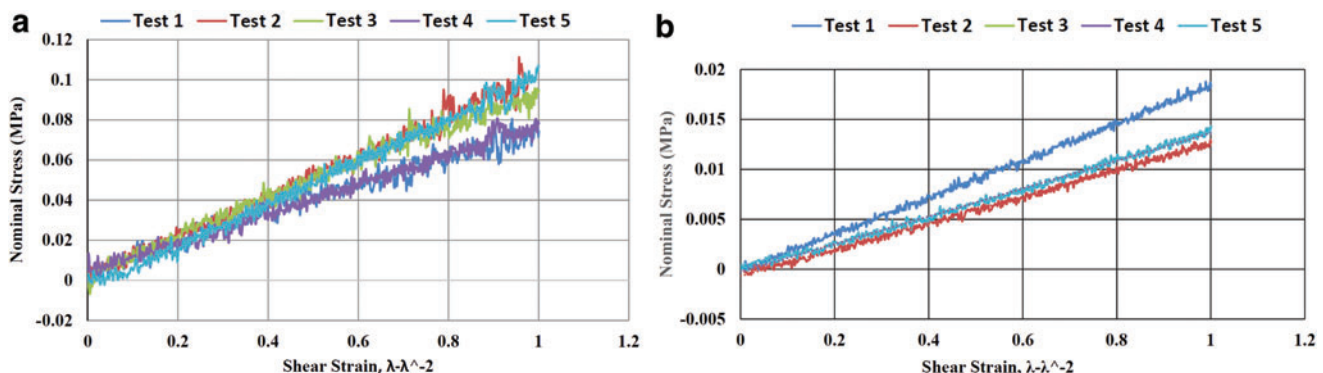 a
Test 1 Test 2 Test 3 Test 4 Test 5
Nominal Stress (MPa)
0.12
0.1
0.08
0.06
0.04
0.02
0
-0.02
0 0.2 0.4 0.6 0.8 1 1.2
Shear Strain, λ-λ^-2
b
Test 1 Test 2 Test 3 Test 4 Test 5
Nominal Stress (MPa)
0.02
0.015
0.01
0.005
0
-0.005
0 0.2 0.4 0.6 0.8 1 1.2
Shear Strain, λ-λ^-2